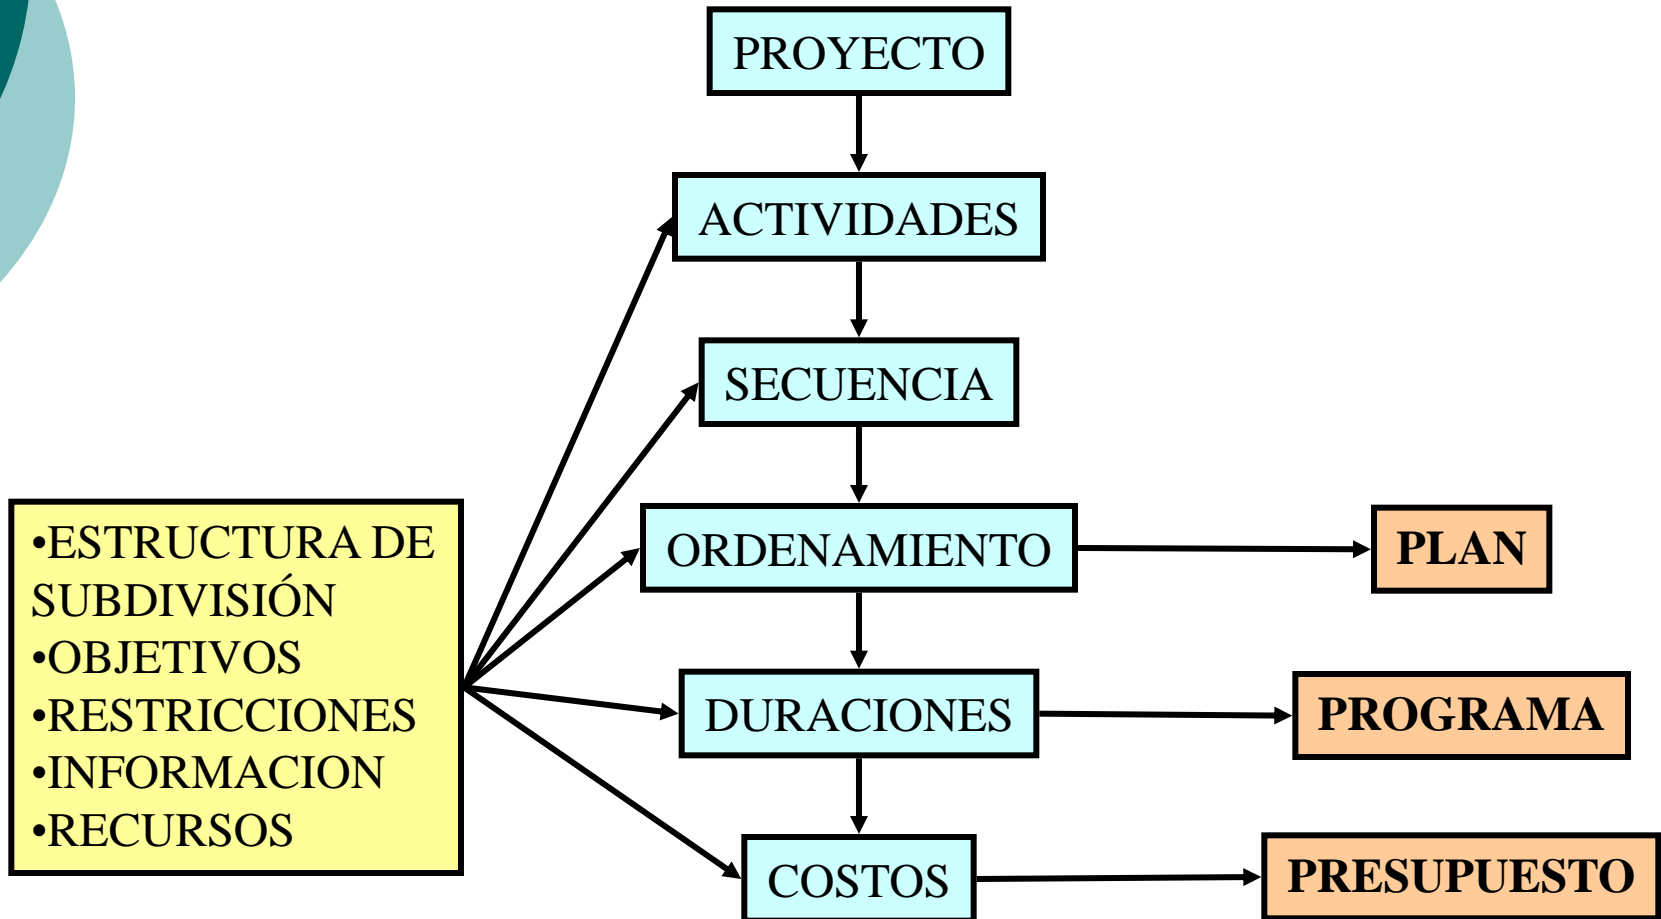 PROYECTO
ACTIVIDADES
SECUENCIA
ORDENAMIENTO
PLAN
•ESTRUCTURA DE
SUBDIVISIÓN
•OBJETIVOS
•RESTRICCIONES
•INFORMACION
•RECURSOS
DURACIONES
PROGRAMA
COSTOS
PRESUPUESTO